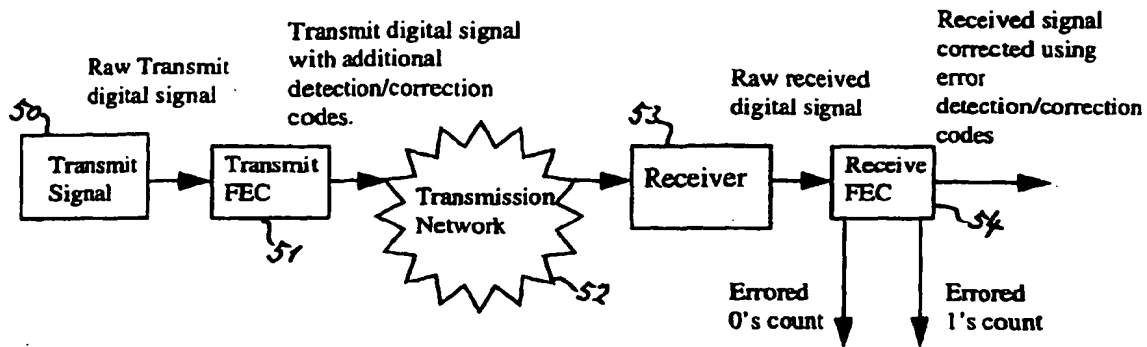 Raw Transmit
digital signal
Transmit digital signal
with additional
detection/correction
codes.
Raw received
digital signal
Received signal
corrected using
error
detection/correction
codes
50
Transmit
Signal
Transmit
FEC
51
Transmission
Network
52
53
Receiver
Receive
FEC
54
Errored
0's count
Errored
1's count